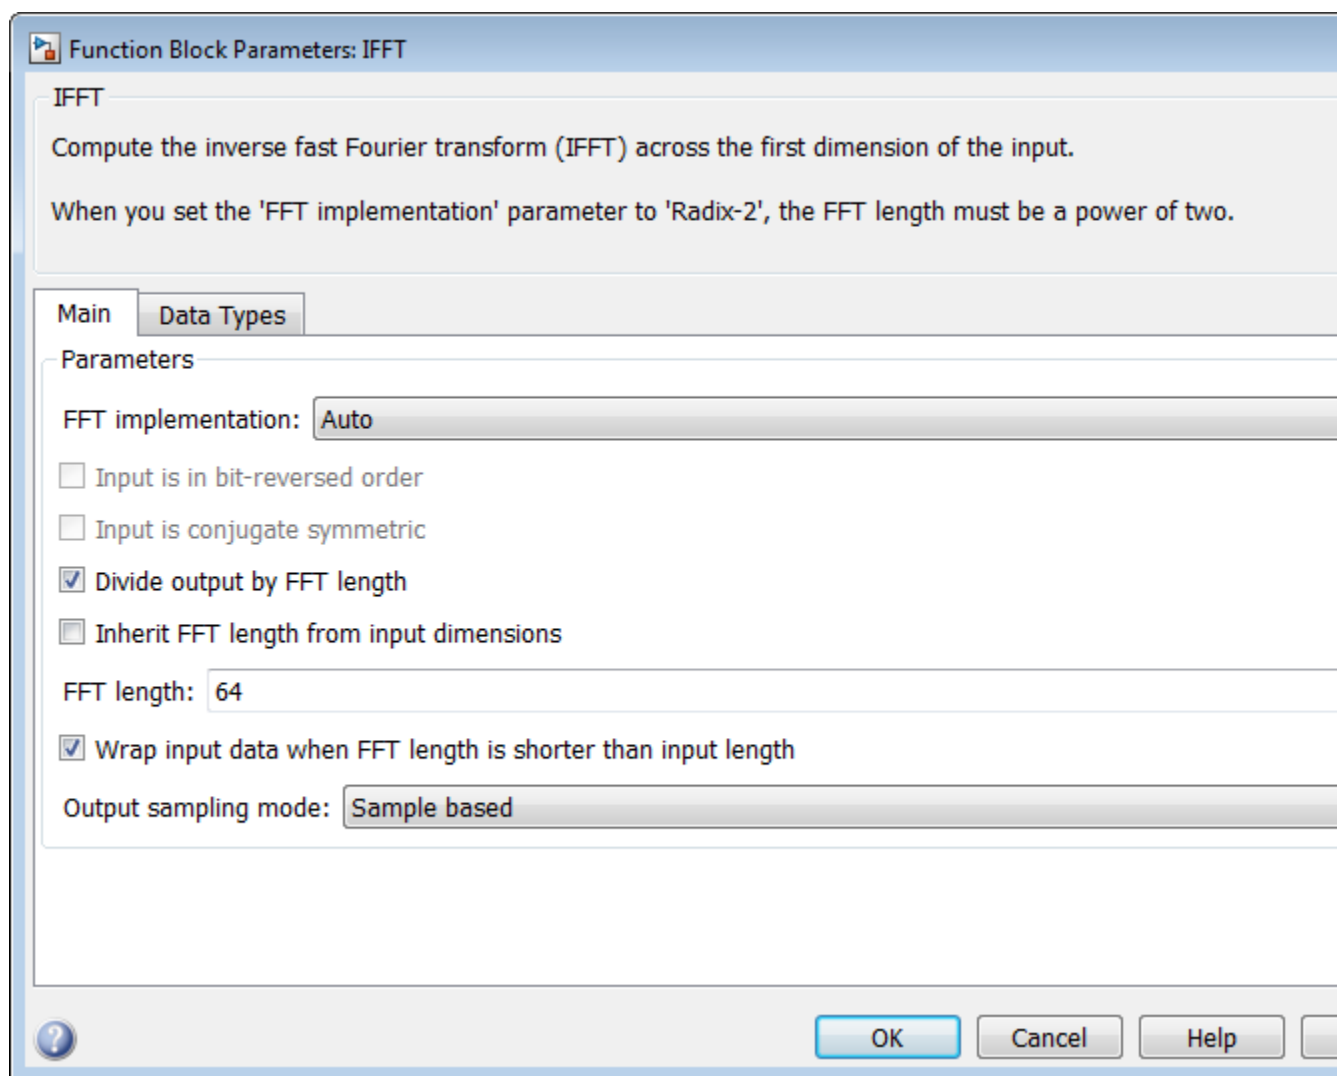 Function Block Parameters: IFFT
IFFT
Compute the inverse fast Fourier transform (IFFT) across the first dimension of the input.
When you set the 'FFT implementation' parameter to 'Radix-2', the FFT length must be a power of two.
Main Data Types
Parameters
FFT implementation: Auto
Input is in bit-reversed order
Input is conjugate symmetric
Divide output by FFT length
Inherit FFT length from input dimensions
FFT length: 64
Wrap input data when FFT length is shorter than input length
Output sampling mode: Sample based
? OK Cancel Help